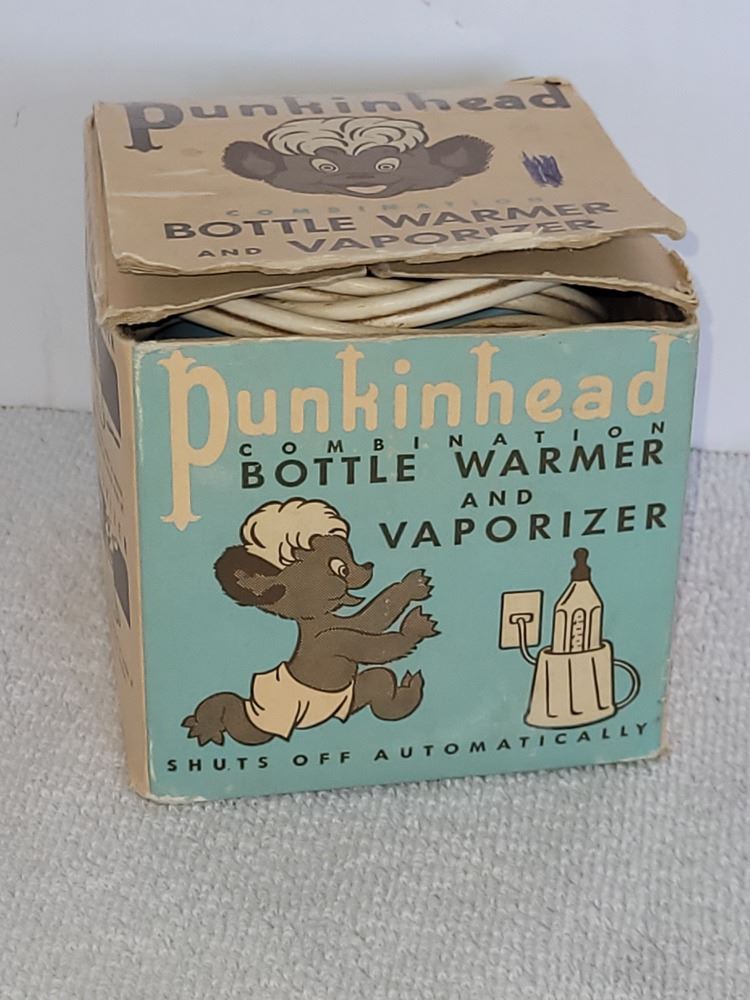 Punkinhead
COMBINATION
BOTTLE WARMER
AND VAPORIZER
Punkinhead
COMBINATION
BOTTLE WARMER
AND
VAPORIZER
SHUTS OFF AUTOMATICALLY